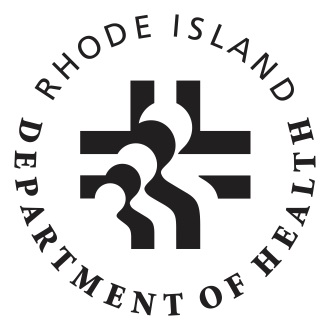 RHODE ISLAND
DEPARTMENT OF HEALTH